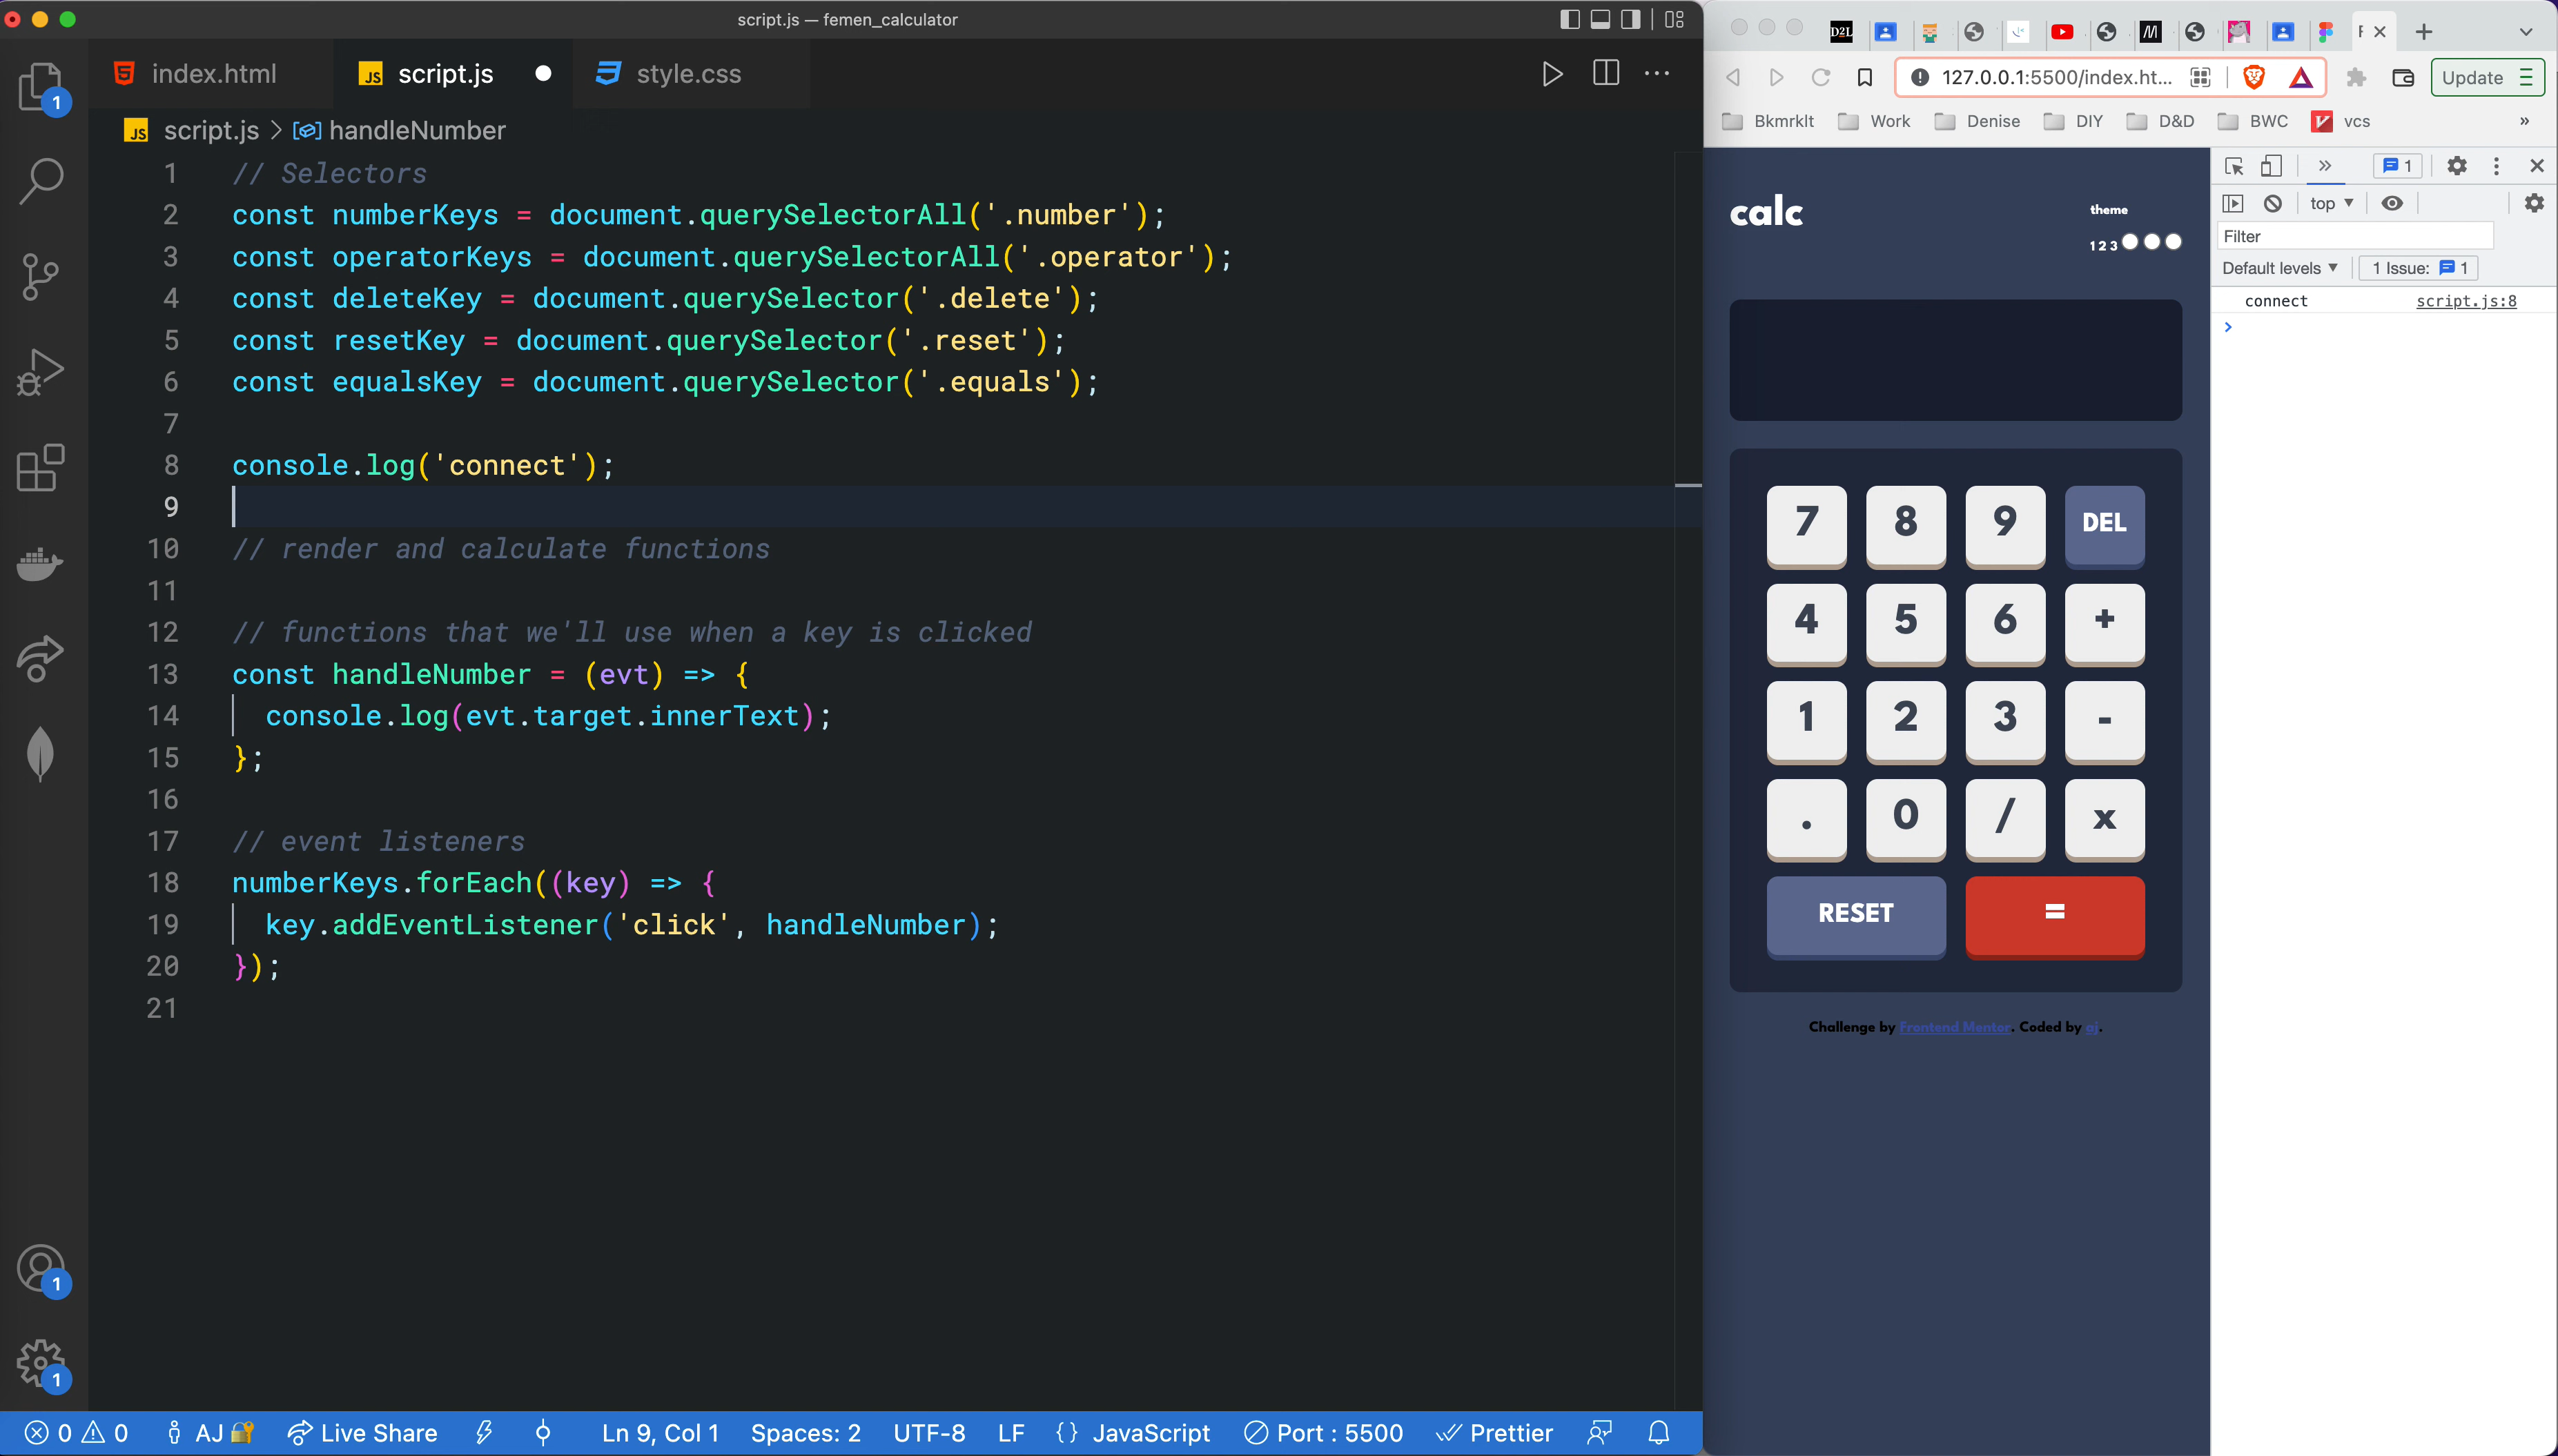 script.js — femen_calculator
index.html
script.js
style.css
script.js > handleNumber
1 // Selectors
2 const numberKeys = document.querySelectorAll('.number');
3 const operatorKeys = document.querySelectorAll('.operator');
4 const deleteKey = document.querySelector('.delete');
5 const resetKey = document.querySelector('.reset');
6 const equalsKey = document.querySelector('.equals');
7
8 console.log('connect');
9
10 // render and calculate functions
11
12 // functions that we'll use when a key is clicked
13 const handleNumber = (evt) => {
14 console.log(evt.target.innerText);
15 };
16
17 // event listeners
18 numberKeys.forEach((key) => {
19 key.addEventListener('click', handleNumber);
20 });
21
1
1
1
0 0 AJ Live Share Ln 9, Col 1 Spaces: 2 UTF-8 LF {} JavaScript Port : 5500 Prettier
D2L
127.0.0.1:5500/index.ht...
Update
Bkmrklt Work Denise DIY D&D BWC vcs »
calc
theme
1 2 3
7 8 9 DEL
4 5 6 +
1 2 3 -
. 0 / x
RESET =
Challenge by Frontend Mentor. Coded by aj.
1
top
Filter
Default levels 1 Issue: 1
connect script.js:8